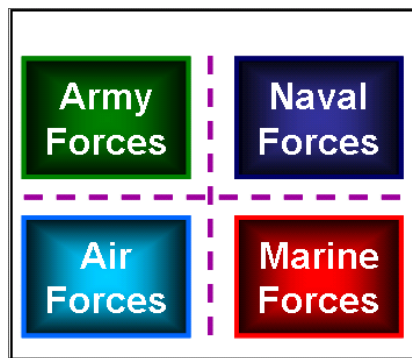 Army
Forces
Naval
Forces
Air
Forces
Marine
Forces